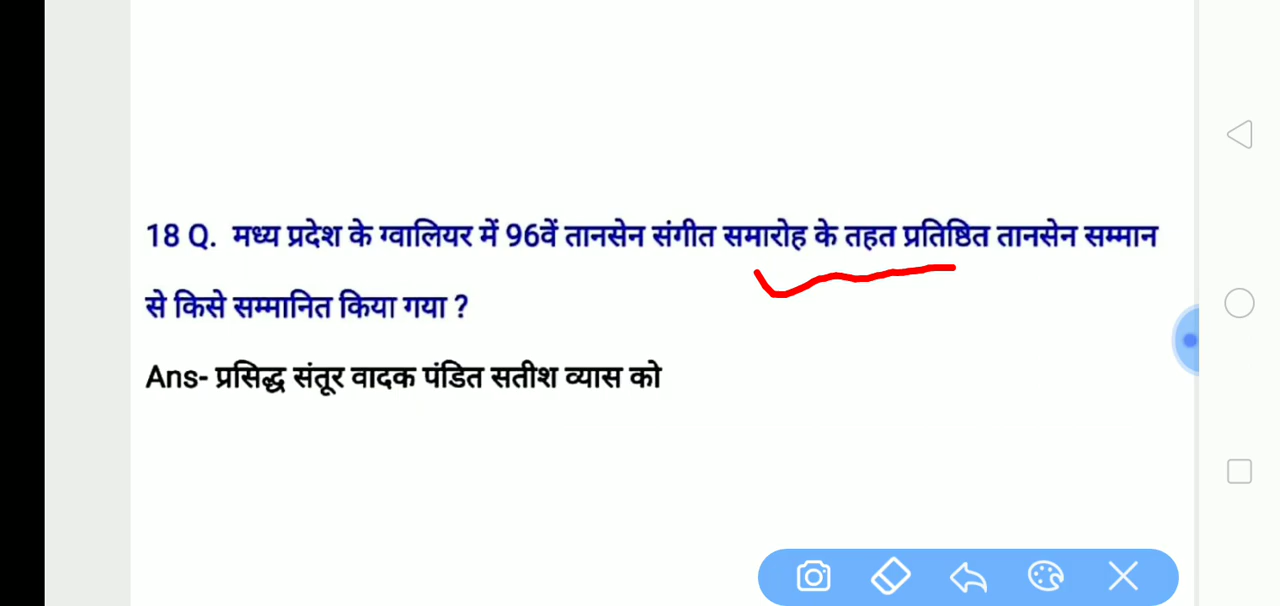 18 Q. मध्य प्रदेश के ग्वालियर में 96वें तानसेन संगीत समारोह के तहत प्रतिष्ठित तानसेन सम्मान
से किसे सम्मानित किया गया ?
Ans- प्रसिद्ध संतूर वादक पंडित सतीश व्यास को